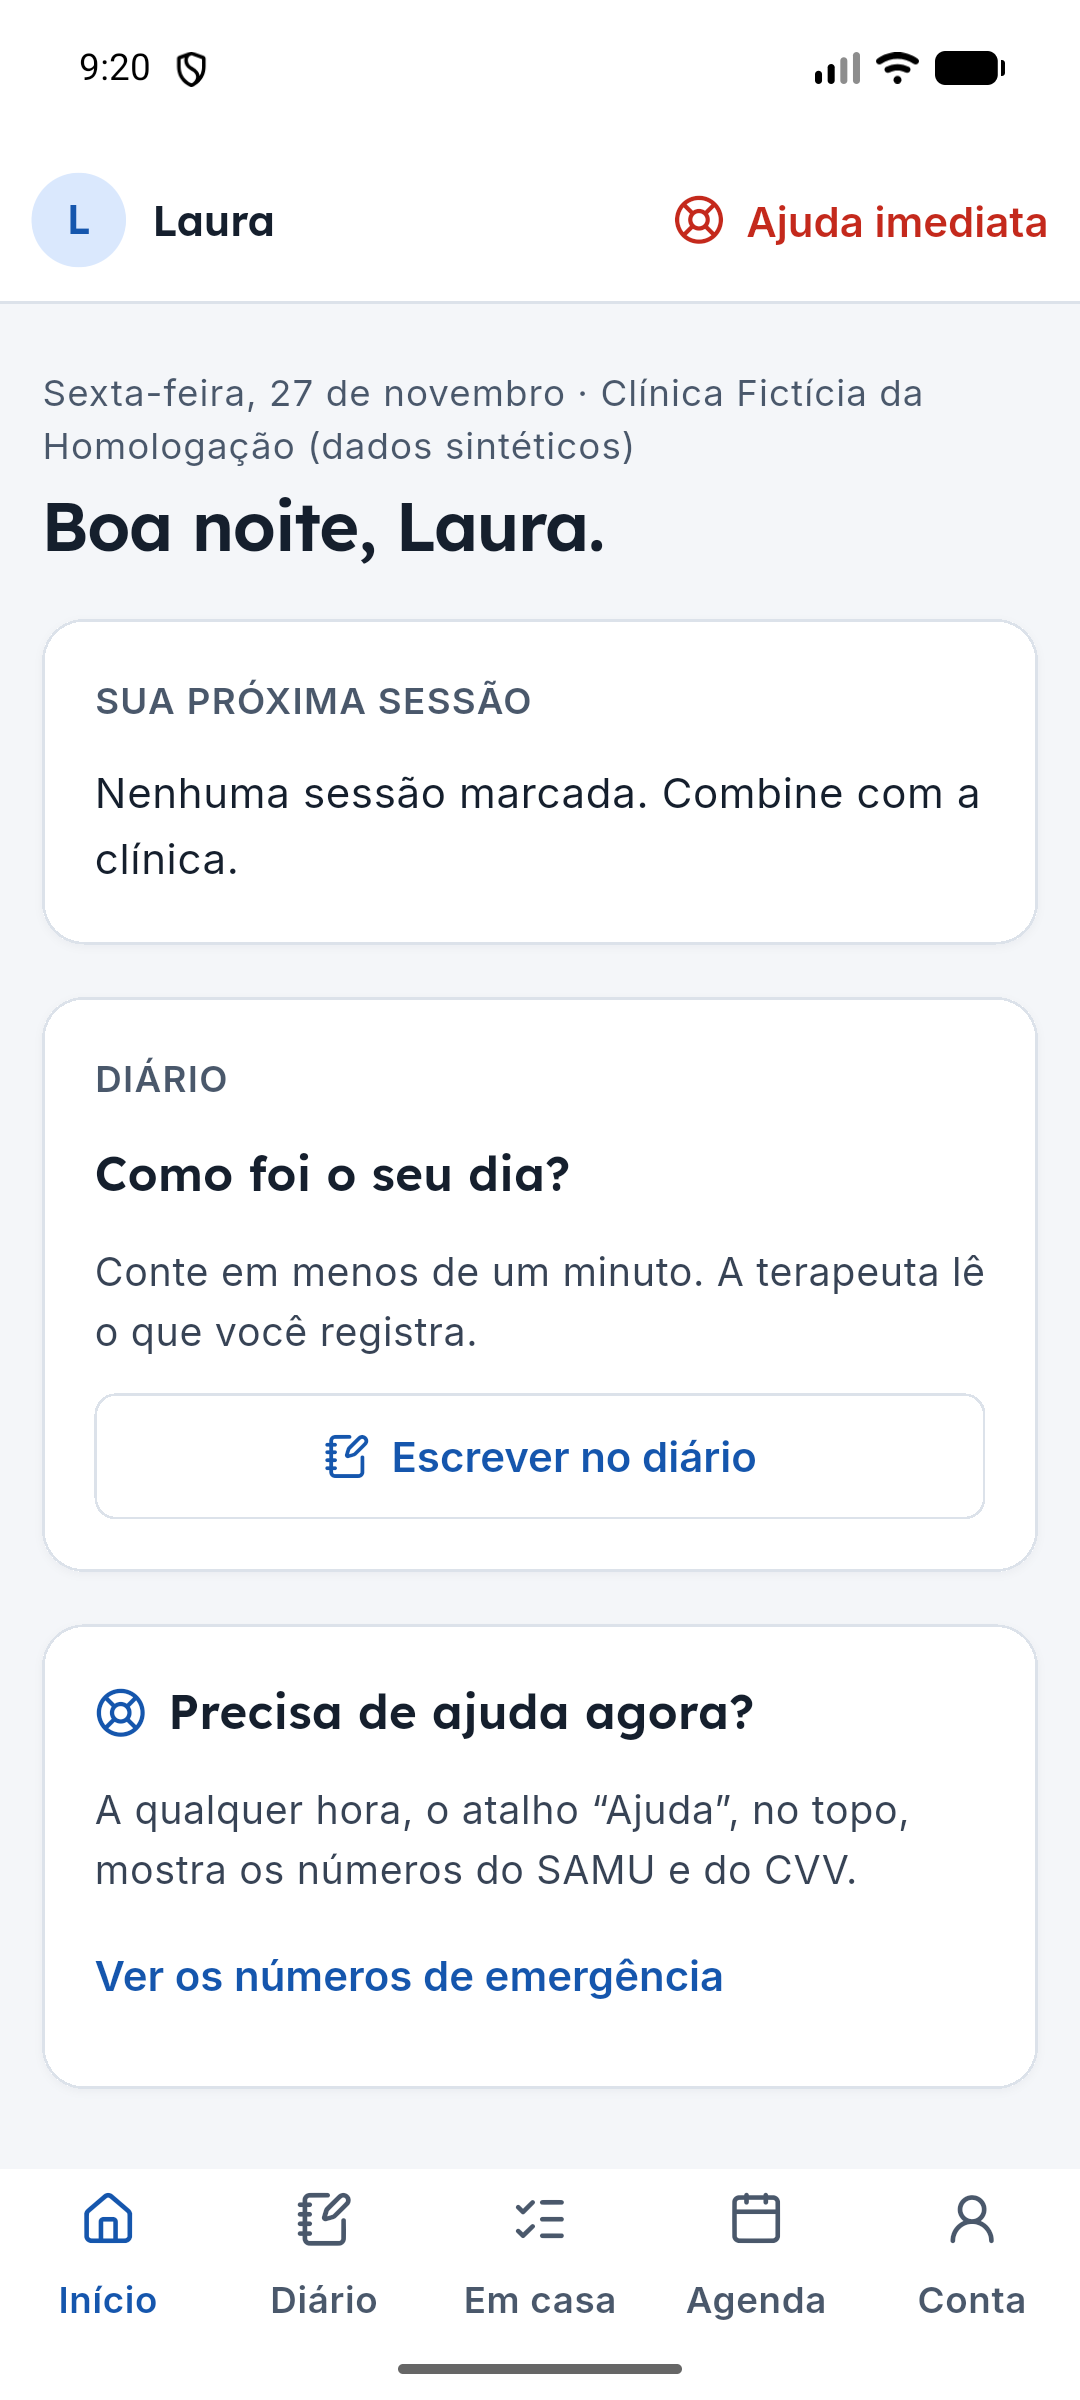 9:20
L
Laura
Ajuda imediata
Sexta-feira, 27 de novembro · Clínica Fictícia da
Homologação (dados sintéticos)
Boa noite, Laura.
SUA PRÓXIMA SESSÃO
Nenhuma sessão marcada. Combine com a
clínica.
DIÁRIO
Como foi o seu dia?
Conte em menos de um minuto. A terapeuta lê
o que você registra.
Escrever no diário
Precisa de ajuda agora?
A qualquer hora, o atalho “Ajuda”, no topo,
mostra os números do SAMU e do CVV.
Ver os números de emergência
Início
Diário
Em casa
Agenda
Conta